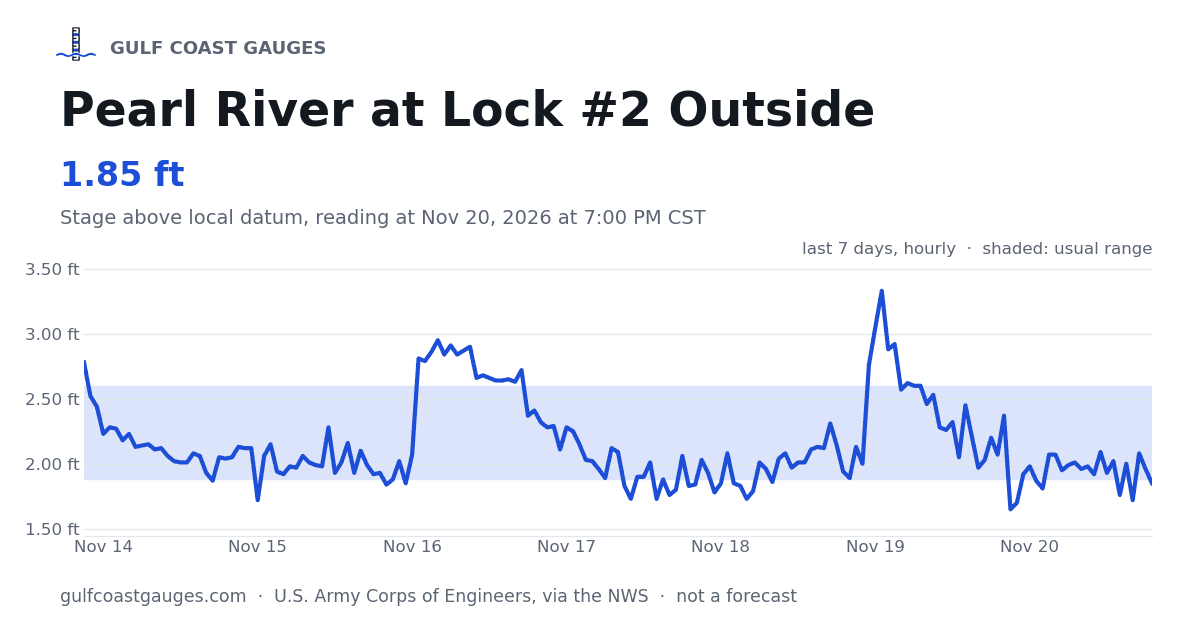 GULF COAST GAUGES
Pearl River at Lock #2 Outside
1.85 ft
Stage above local datum, reading at Nov 20, 2026 at 7:00 PM CST
last 7 days, hourly · shaded: usual range
3.50 ft
3.00 ft
2.50 ft
2.00 ft
1.50 ft
Nov 14 Nov 15 Nov 16 Nov 17 Nov 18 Nov 19 Nov 20
gulfcoastgauges.com · U.S. Army Corps of Engineers, via the NWS · not a forecast